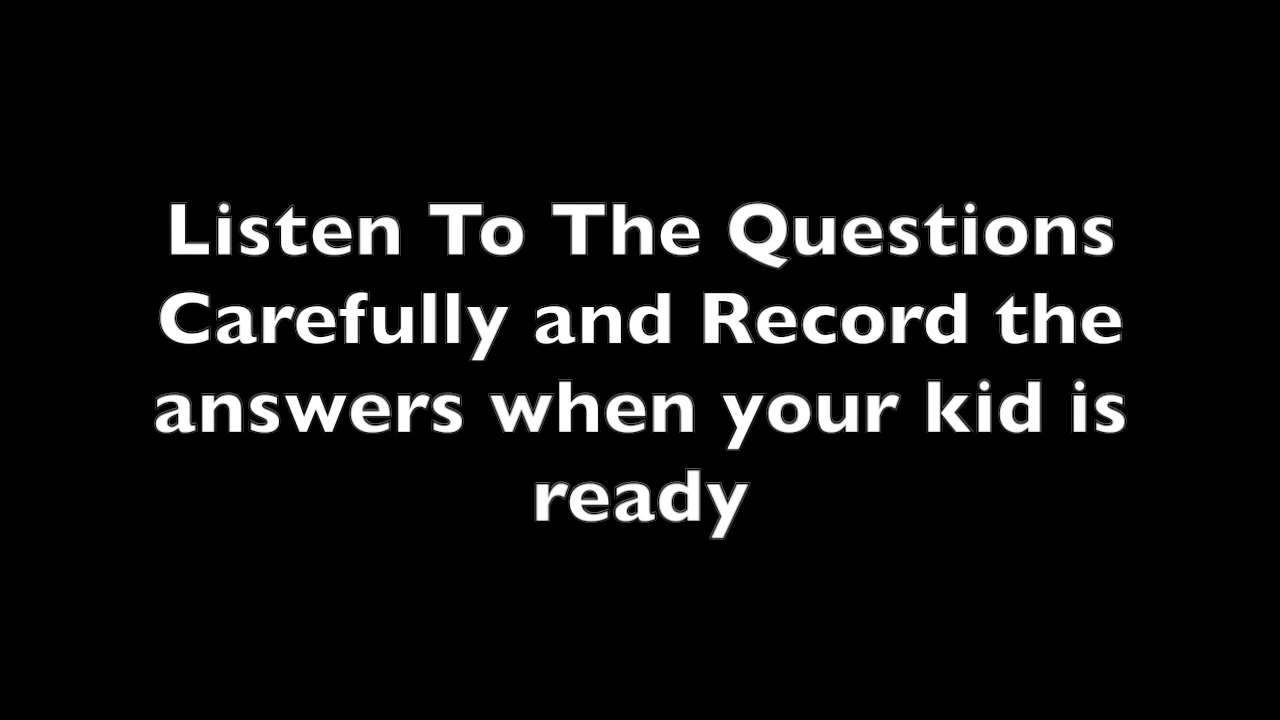 Listen To The Questions
Carefully and Record the
answers when your kid is
ready